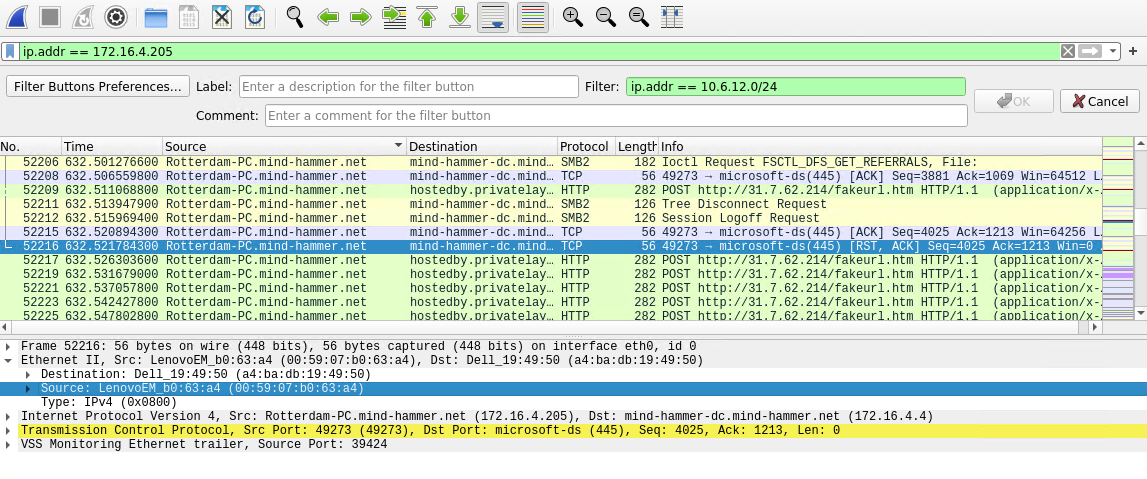 ip.addr == 172.16.4.205
Filter Buttons Preferences... Label: Enter a description for the filter button Filter: ip.addr == 10.6.12.0/24 OK Cancel
Comment: Enter a comment for the filter button
No. Time Source Destination Protocol Length Info
52206 632.501276600 Rotterdam-PC.mind-hammer.net mind-hammer-dc.mind… SMB2 182 Ioctl Request FSCTL_DFS_GET_REFERRALS, File:
52208 632.506559800 Rotterdam-PC.mind-hammer.net mind-hammer-dc.mind… TCP 56 49273 → microsoft-ds(445) [ACK] Seq=3881 Ack=1069 Win=64512 L
52209 632.511068800 Rotterdam-PC.mind-hammer.net hostedby.privatelay… HTTP 282 POST http://31.7.62.214/fakeurl.htm HTTP/1.1 (application/x-
52211 632.513947900 Rotterdam-PC.mind-hammer.net mind-hammer-dc.mind… SMB2 126 Tree Disconnect Request
52212 632.515969400 Rotterdam-PC.mind-hammer.net mind-hammer-dc.mind… SMB2 126 Session Logoff Request
52215 632.520894300 Rotterdam-PC.mind-hammer.net mind-hammer-dc.mind… TCP 56 49273 → microsoft-ds(445) [ACK] Seq=4025 Ack=1213 Win=64256 L
52216 632.521784300 Rotterdam-PC.mind-hammer.net mind-hammer-dc.mind… TCP 56 49273 → microsoft-ds(445) [RST, ACK] Seq=4025 Ack=1213 Win=0
52217 632.526303600 Rotterdam-PC.mind-hammer.net hostedby.privatelay… HTTP 282 POST http://31.7.62.214/fakeurl.htm HTTP/1.1 (application/x-
52219 632.531679000 Rotterdam-PC.mind-hammer.net hostedby.privatelay… HTTP 282 POST http://31.7.62.214/fakeurl.htm HTTP/1.1 (application/x-
52221 632.537057800 Rotterdam-PC.mind-hammer.net hostedby.privatelay… HTTP 282 POST http://31.7.62.214/fakeurl.htm HTTP/1.1 (application/x-
52223 632.542427800 Rotterdam-PC.mind-hammer.net hostedby.privatelay… HTTP 282 POST http://31.7.62.214/fakeurl.htm HTTP/1.1 (application/x-
52225 632.547802800 Rotterdam-PC.mind-hammer.net hostedby.privatelay… HTTP 282 POST http://31.7.62.214/fakeurl.htm HTTP/1.1 (application/x-
Frame 52216: 56 bytes on wire (448 bits), 56 bytes captured (448 bits) on interface eth0, id 0
Ethernet II, Src: LenovoEM_b0:63:a4 (00:59:07:b0:63:a4), Dst: Dell_19:49:50 (a4:ba:db:19:49:50)
Destination: Dell_19:49:50 (a4:ba:db:19:49:50)
Source: LenovoEM_b0:63:a4 (00:59:07:b0:63:a4)
Type: IPv4 (0x0800)
Internet Protocol Version 4, Src: Rotterdam-PC.mind-hammer.net (172.16.4.205), Dst: mind-hammer-dc.mind-hammer.net (172.16.4.4)
Transmission Control Protocol, Src Port: 49273 (49273), Dst Port: microsoft-ds (445), Seq: 4025, Ack: 1213, Len: 0
VSS Monitoring Ethernet trailer, Source Port: 39424